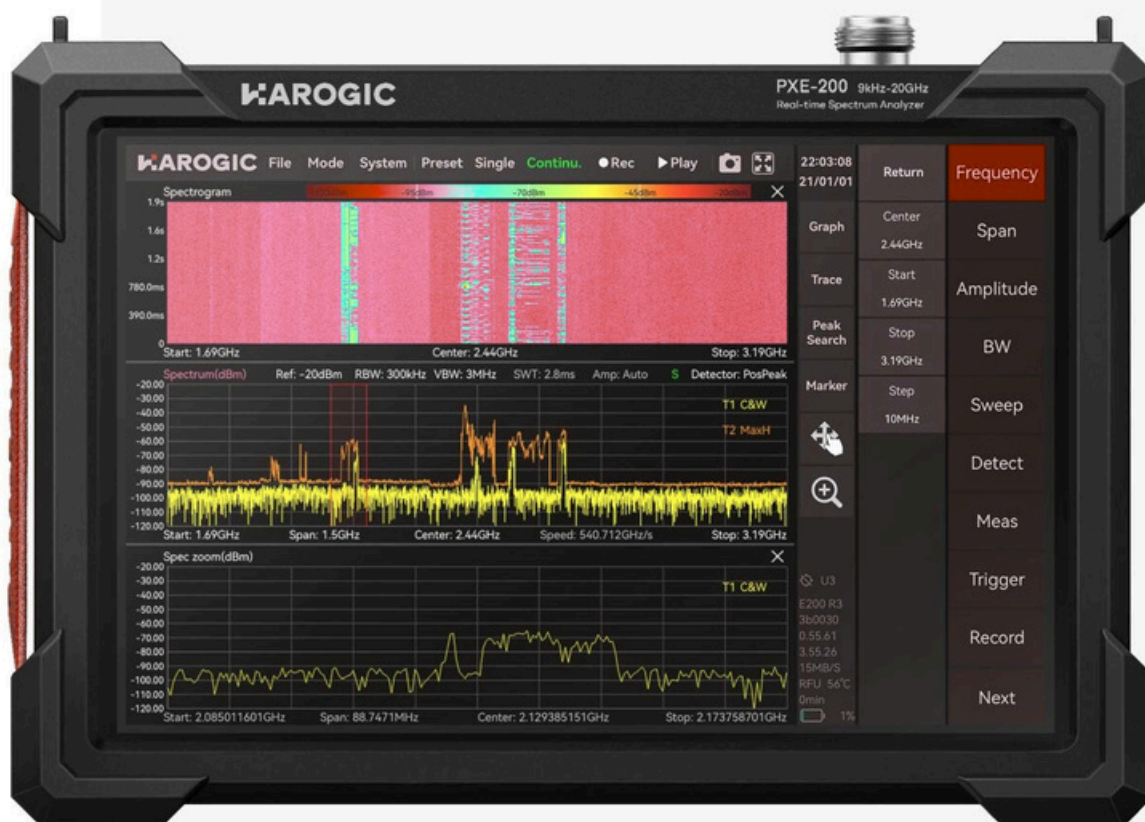 HAROGIC
PXE-200 9kHz-20GHz
Real-time Spectrum Analyzer
HAROGIC File Mode System Preset Single Continu. Rec Play
22:03:08
21/01/01
Spectrogram
-95dBm -70dBm -45dBm -20dBm
1.9s
1.6s
1.2s
780.0ms
390.0ms
0
Start: 1.69GHz Center: 2.44GHz Stop: 3.19GHz
Spectrum(dBm) Ref: -20dBm RBW: 300kHz VBW: 3MHz SWT: 2.8ms Amp: Auto S Detector: PosPeak
-20.00
-30.00
-40.00
-50.00
-60.00
-70.00
-80.00
-90.00
-100.00
-110.00
-120.00
T1 C&W
T2 MaxH
Start: 1.69GHz Span: 1.5GHz Center: 2.44GHz Speed: 540.712GHz/s Stop: 3.19GHz
Spec zoom(dBm)
-20.00
-30.00
-40.00
-50.00
-60.00
-70.00
-80.00
-90.00
-100.00
-110.00
-120.00
T1 C&W
Start: 2.085011601GHz Span: 88.7471MHz Center: 2.129385151GHz Stop: 2.173758701GHz
Graph
Trace
Peak
Search
Marker
U3
E200 R3
3b0030
0.55.61
3.55.26
15MB/S
RFU 56℃
0min
1%
Return
Center
2.44GHz
Start
1.69GHz
Stop
3.19GHz
Step
10MHz
Frequency
Span
Amplitude
BW
Sweep
Detect
Meas
Trigger
Record
Next